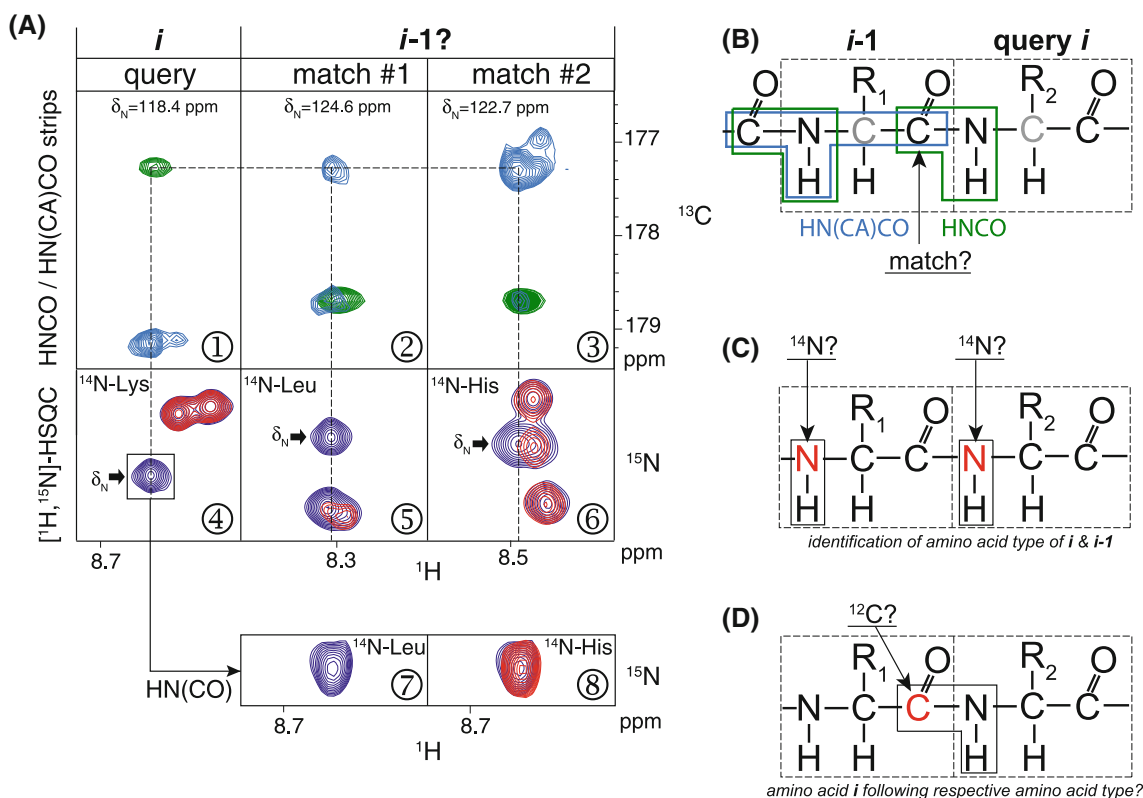 (A)
i
i-1?
query
match #1
match #2
HNCO / HN(CA)CO strips
δN=118.4 ppm
δN=124.6 ppm
δN=122.7 ppm
177
178
179
ppm
13C
①
②
③
[1H,15N]-HSQC
14N-Lys
14N-Leu
14N-His
δN
δN
δN
15N
④
⑤
⑥
8.7
8.3
8.5
ppm
1H
HN(CO)
14N-Leu
14N-His
15N
⑦
⑧
8.7
8.7
ppm
1H
(B)
i-1
query i
O R1 O R2 O
C N C C N C C
H H H H
HN(CA)CO
HNCO
match?
(C)
14N?
14N?
R1 O R2 O
N C C N C C
H H H H
identification of amino acid type of i & i-1
(D)
12C?
R1 O R2 O
N C C N C C
H H H H
amino acid i following respective amino acid type?